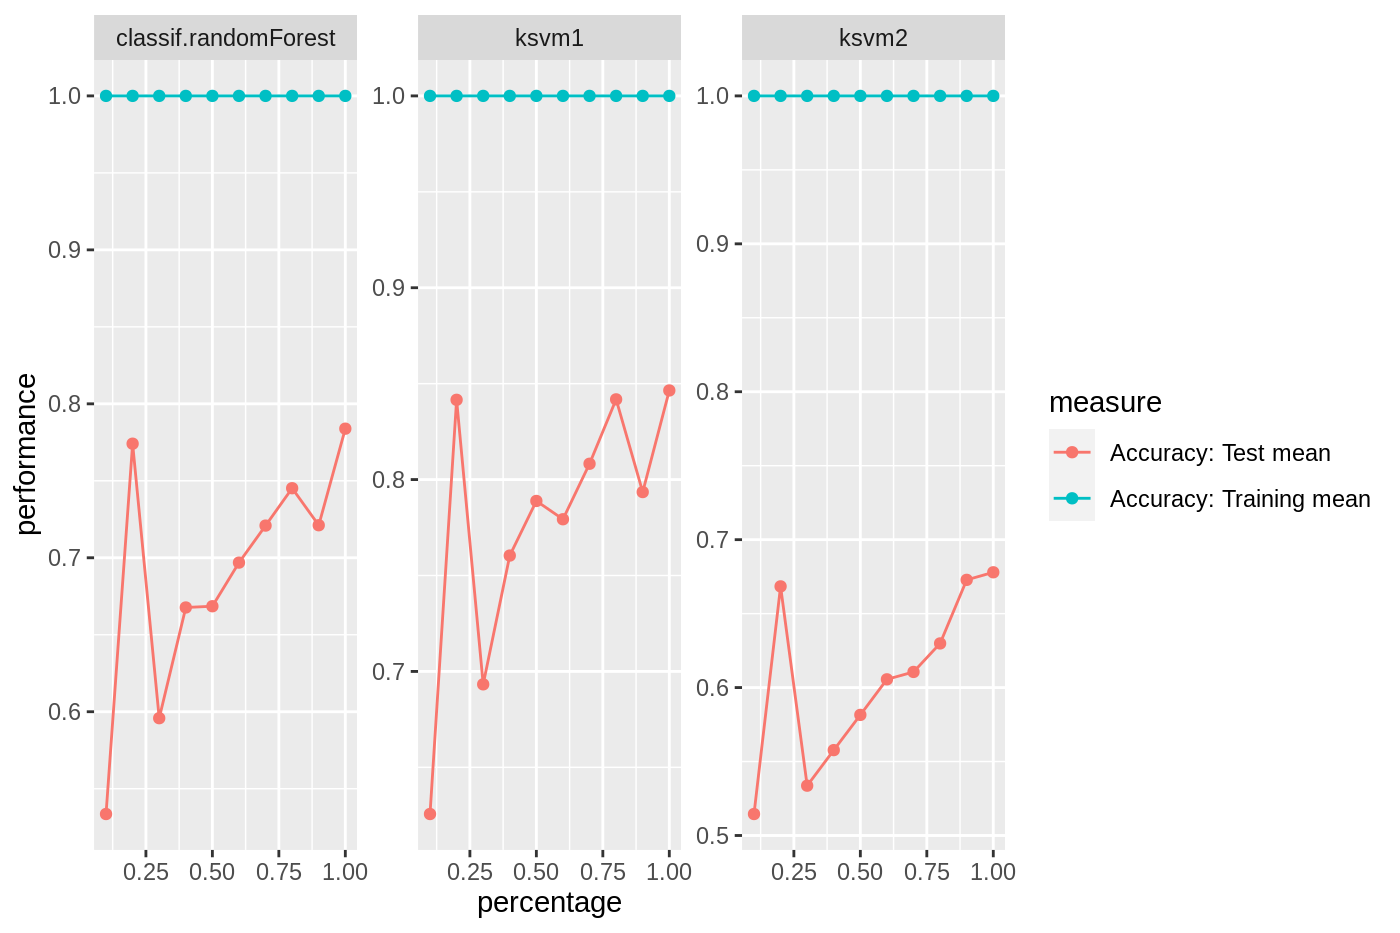 classif.randomForest
ksvm1
ksvm2
performance
1.0
0.9
0.8
0.7
0.6
1.0
0.9
0.8
0.7
1.0
0.9
0.8
0.7
0.6
0.5
0.25 0.50 0.75 1.00
0.25 0.50 0.75 1.00
0.25 0.50 0.75 1.00
percentage
measure
Accuracy: Test mean
Accuracy: Training mean